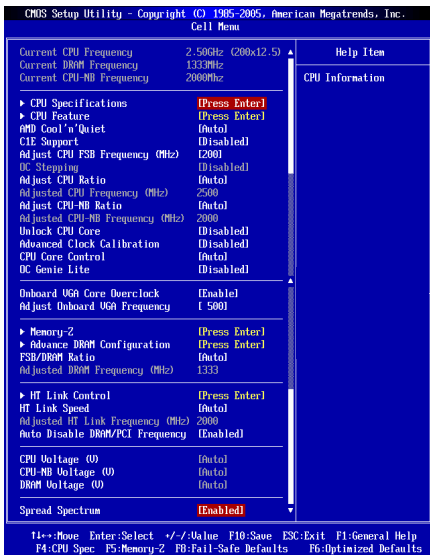 CMOS Setup Utility - Copyright (C) 1985-2005, American Megatrends, Inc.
Cell Menu
Current CPU Frequency 2.50GHz (200x12.5)
Current DRAM Frequency 1333MHz
Current CPU-NB Frequency 2000Mhz
Help Item
CPU Information
CPU Specifications [Press Enter]
CPU Feature [Press Enter]
AMD Cool'n'Quiet [Auto]
C1E Support [Disabled]
Adjust CPU FSB Frequency (MHz) [200]
OC Stepping [Disabled]
Adjust CPU Ratio [Auto]
Adjusted CPU Frequency (MHz) 2500
Adjust CPU-NB Ratio [Auto]
Adjusted CPU-NB Frequency (MHz) 2000
Unlock CPU Core [Disabled]
Advanced Clock Calibration [Disabled]
CPU Core Control [Auto]
OC Genie Lite [Disabled]
Onboard VGA Core Overclock [Enable]
Adjust Onboard VGA Frequency [ 500]
Memory-Z [Press Enter]
Advance DRAM Configuration [Press Enter]
FSB/DRAM Ratio [Auto]
Adjusted DRAM Frequency (MHz) 1333
HT Link Control [Press Enter]
HT Link Speed [Auto]
Adjusted HT Link Frequency (MHz) 2000
Auto Disable DRAM/PCI Frequency [Enabled]
CPU Voltage (V) [Auto]
CPU-NB Voltage (V) [Auto]
DRAM Voltage (V) [Auto]
Spread Spectrum [Enabled]
↑↓←→:Move Enter:Select +/-/:Value F10:Save ESC:Exit F1:General Help
F4:CPU Spec F5:Memory-Z F8:Fail-Safe Defaults F6:Optimized Defaults